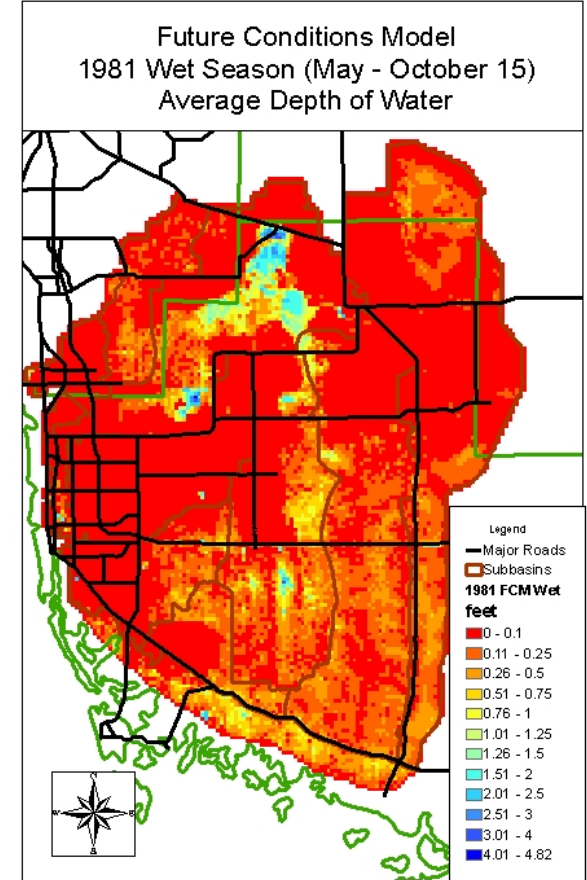 Future Conditions Model
1981 Wet Season (May - October 15)
Average Depth of Water
Legend
Major Roads
Subbasins
1981 FCM Wet
feet
0 - 0.1
0.11 - 0.25
0.26 - 0.5
0.51 - 0.75
0.76 - 1
1.01 - 1.25
1.26 - 1.5
1.51 - 2
2.01 - 2.5
2.51 - 3
3.01 - 4
4.01 - 4.82